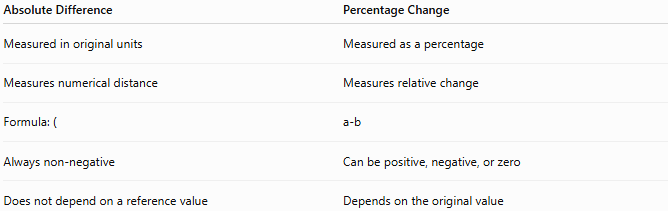 Absolute Difference Percentage Change
Measured in original units Measured as a percentage
Measures numerical distance Measures relative change
Formula: ( a-b
Always non-negative Can be positive, negative, or zero
Does not depend on a reference value Depends on the original value